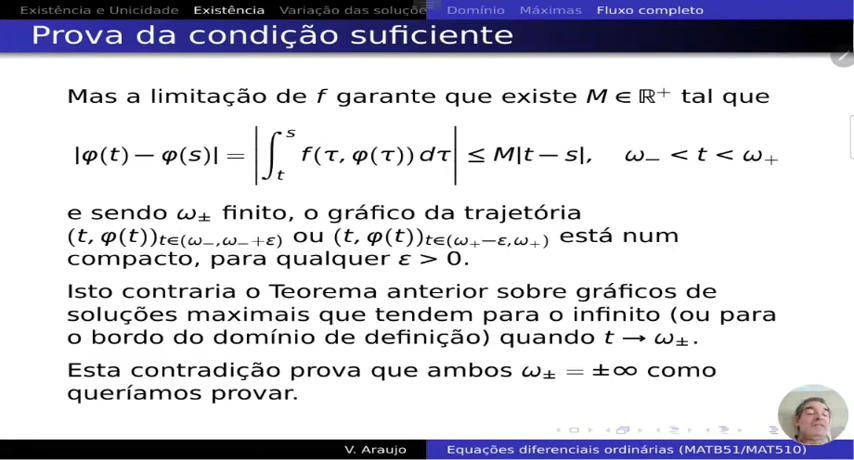 Existência e Unicidade Existência Variação das soluções Domínio Máximas Fluxo completo
Prova da condição suficiente
Mas a limitação de f garante que existe M ∈ ℝ⁺ tal que
|φ(t) − φ(s)| = |∫ₜˢ f(τ, φ(τ)) dτ| ≤ M|t − s|, ω₋ < t < ω₊
e sendo ω± finito, o gráfico da trajetória
(t, φ(t))t∈(ω₋,ω₋+ε) ou (t, φ(t))t∈(ω₊−ε,ω₊) está num
compacto, para qualquer ε > 0.
Isto contraria o Teorema anterior sobre gráficos de
soluções maximais que tendem para o infinito (ou para
o bordo do domínio de definição) quando t → ω±.
Esta contradição prova que ambos ω± = ±∞ como
queríamos provar.
V. Araujo Equações diferenciais ordinárias (MATB51/MAT510)